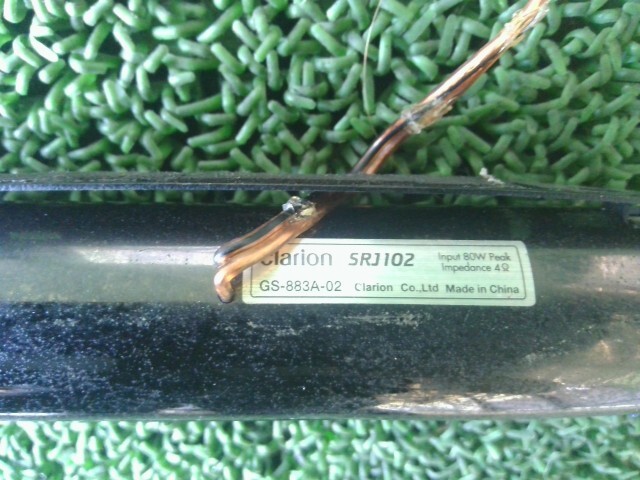 Clarion SRJ102 Input 80W Peak
Impedance 4Ω
GS-883A-02 Clarion Co.,Ltd Made in China